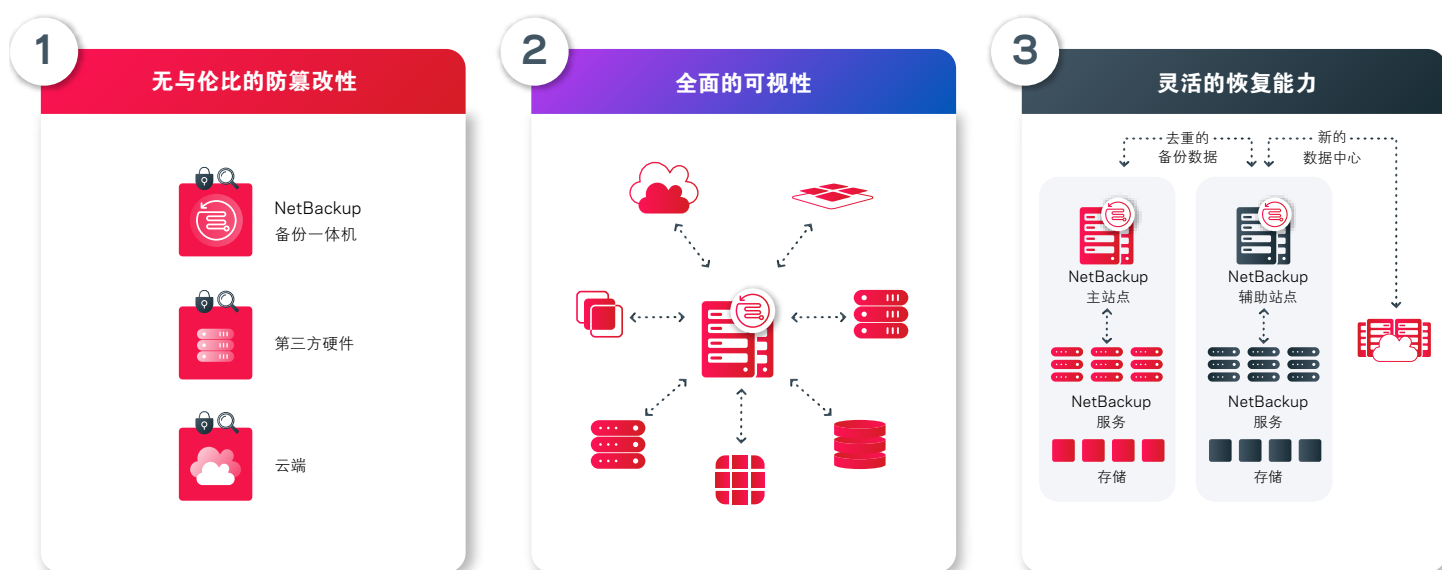 1
无与伦比的防篡改性
NetBackup
备份一体机
第三方硬件
云端
2
全面的可视性
3
灵活的恢复能力
去重的
备份数据
新的
数据中心
NetBackup
主站点
NetBackup
辅助站点
NetBackup
服务
NetBackup
服务
存储
存储